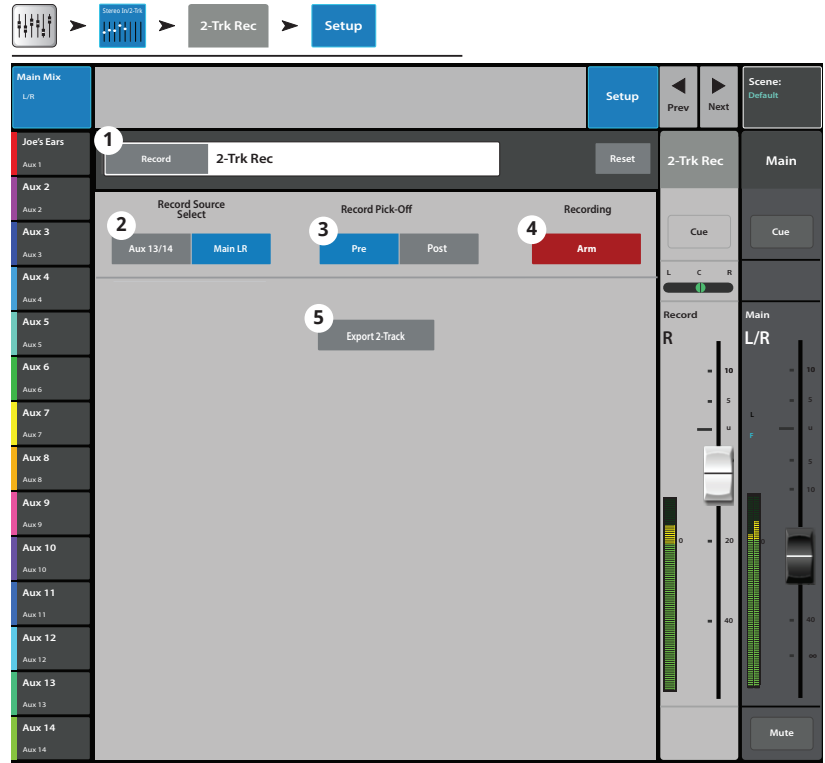 Stereo In/2-Trk
2-Trk Rec
Setup
Main Mix
L/R
Setup
Prev
Next
Scene:
Default
Joe's Ears
Aux 1
Aux 2
Aux 2
Aux 3
Aux 3
Aux 4
Aux 4
Aux 5
Aux 5
Aux 6
Aux 6
Aux 7
Aux 7
Aux 8
Aux 8
Aux 9
Aux 9
Aux 10
Aux 10
Aux 11
Aux 11
Aux 12
Aux 12
Aux 13
Aux 13
Aux 14
Aux 14
1
Record
2-Trk Rec
Reset
Record Source
Select
Record Pick-Off
Recording
2
Aux 13/14
Main LR
3
Pre
Post
4
Arm
5
Export 2-Track
2-Trk Rec
Cue
L C R
Record
R
10
5
U
0
20
40
Main
Cue
Main
L/R
10
5
L
U
F
5
10
0
40
∞
Mute